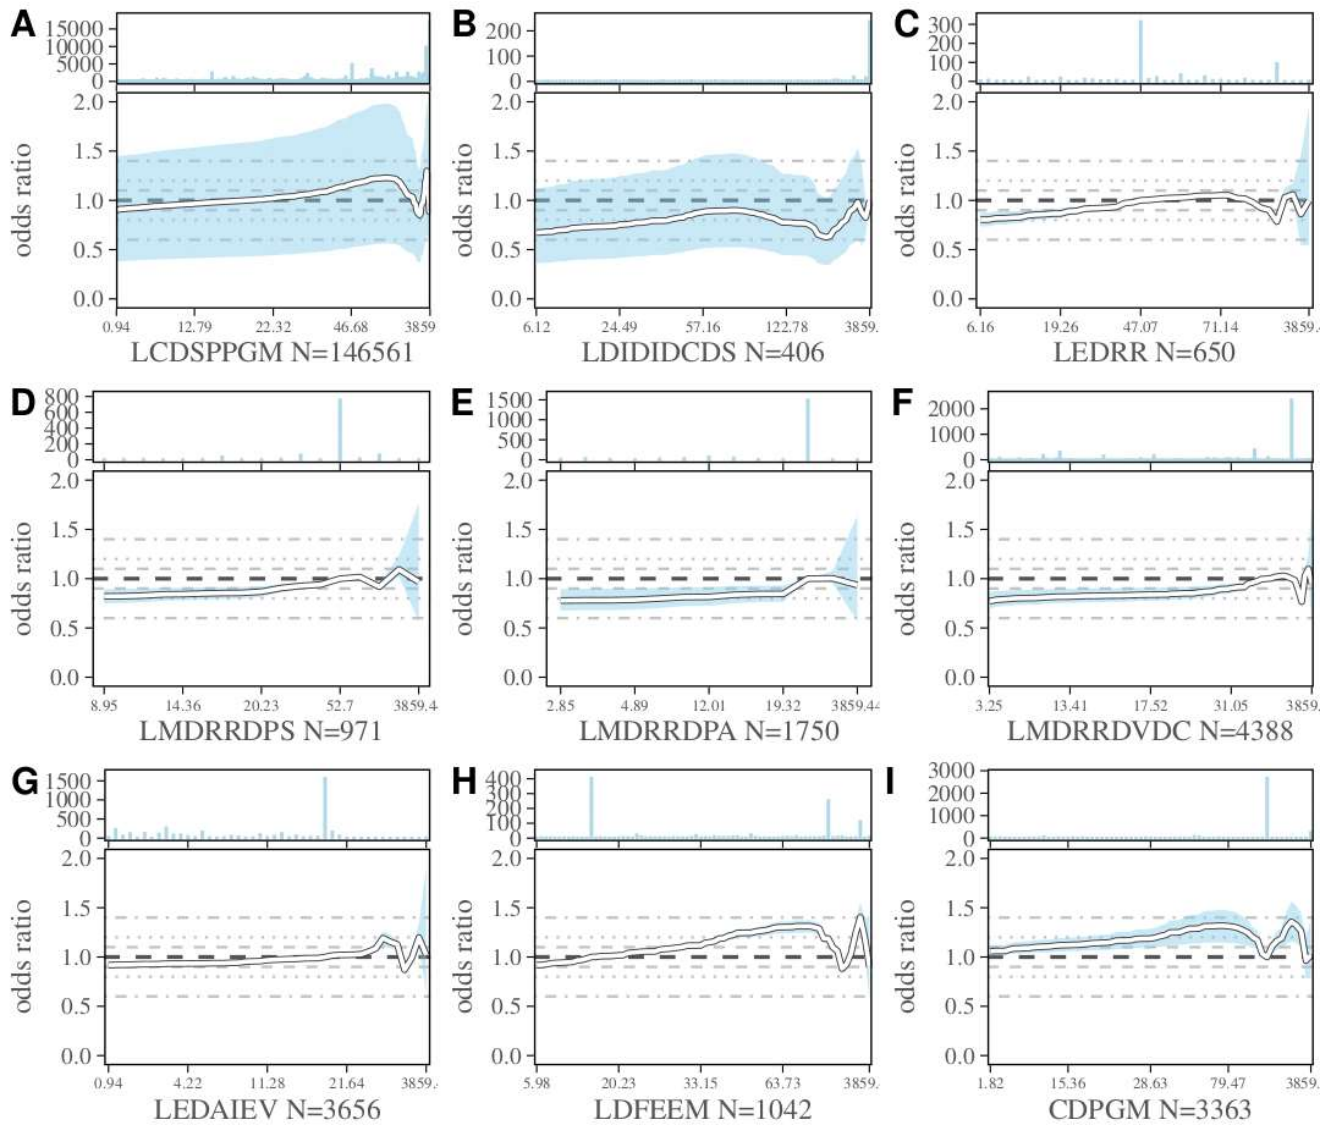 A
15000
10000
5000
0
2.0
1.5
1.0
0.5
0.0
odds ratio
0.94 12.79 22.32 46.68 3859
LCDSPPGM N=146561
B
200
100
0
2.0
1.5
1.0
0.5
0.0
odds ratio
6.12 24.49 57.16 122.78 3859.
LDIDIDCDS N=406
C
300
200
100
0
2.0
1.5
1.0
0.5
0.0
odds ratio
6.16 19.26 47.07 71.14 3859.
LEDRR N=650
D
800
600
400
200
0
2.0
1.5
1.0
0.5
0.0
odds ratio
8.95 14.36 20.23 52.7 3859.4
LMDRRDPS N=971
E
1500
1000
500
0
2.0
1.5
1.0
0.5
0.0
odds ratio
2.85 4.89 12.01 19.32 3859.44
LMDRRDPA N=1750
F
2000
1000
0
2.0
1.5
1.0
0.5
0.0
odds ratio
3.25 13.41 17.52 31.05 3859.
LMDRRDVDC N=4388
G
1500
1000
500
0
2.0
1.5
1.0
0.5
0.0
odds ratio
0.94 4.22 11.28 21.64 3859.
LEDAIEV N=3656
H
400
300
200
100
0
2.0
1.5
1.0
0.5
0.0
odds ratio
5.98 20.23 33.15 63.73 3859.
LDFEEM N=1042
I
3000
2000
1000
0
2.0
1.5
1.0
0.5
0.0
odds ratio
1.82 15.36 28.63 79.47 3859.
CDPGM N=3363